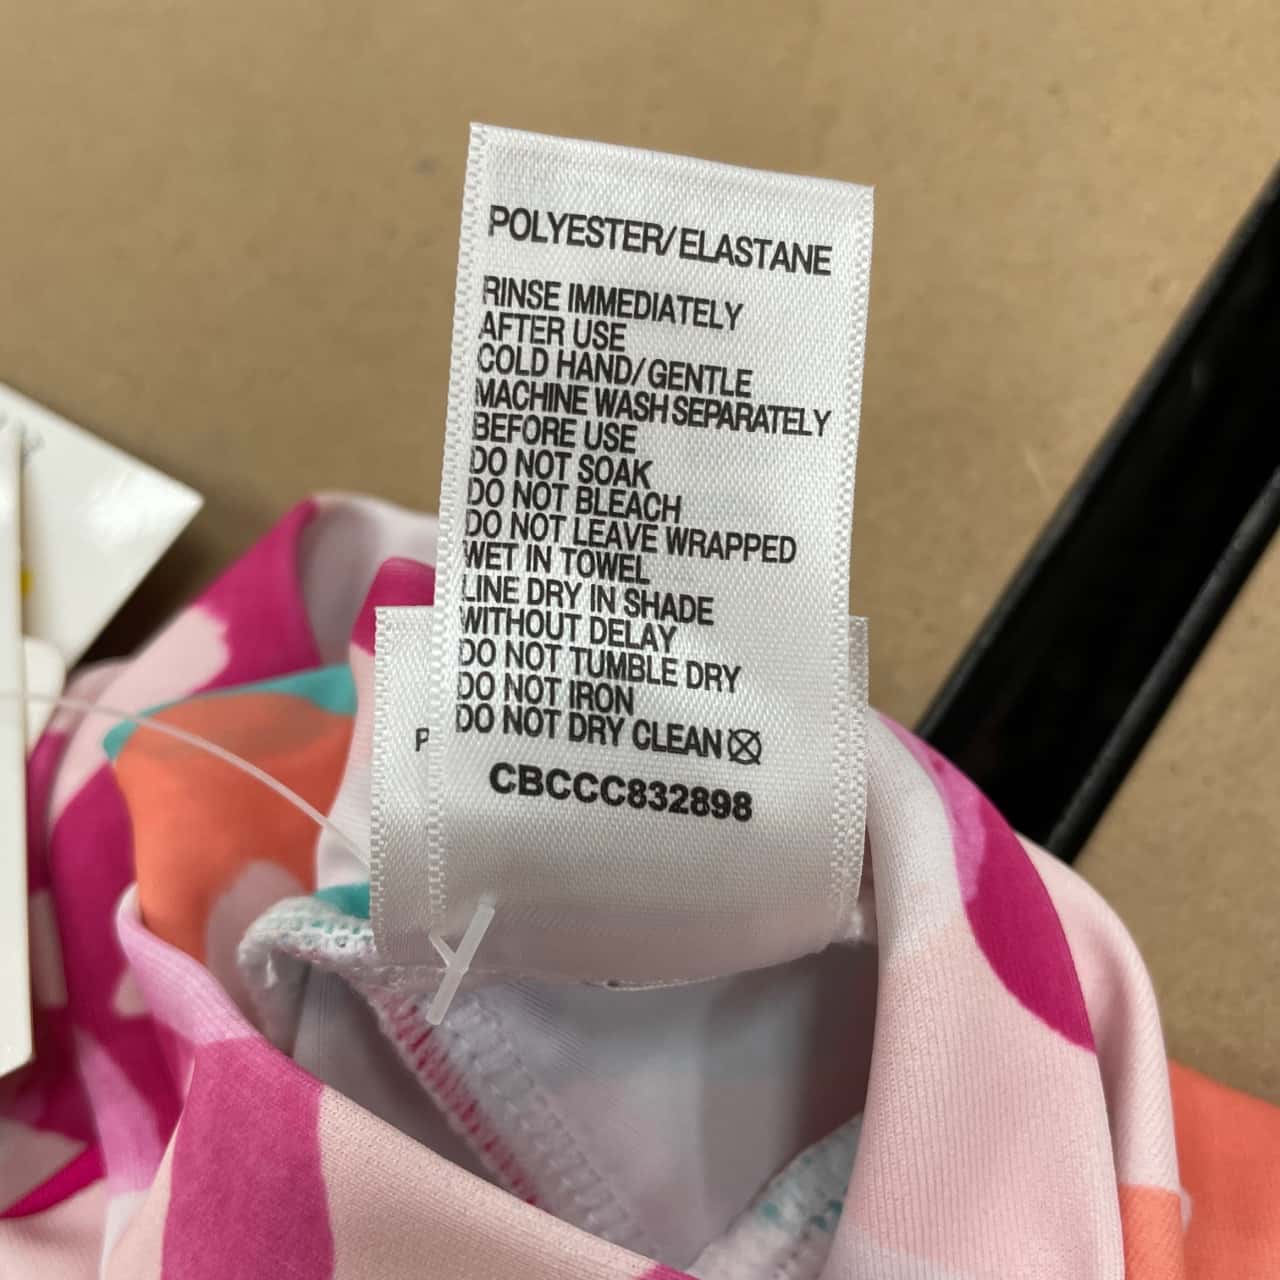 POLYESTER/ELASTANE
RINSE IMMEDIATELY
AFTER USE
COLD HAND/GENTLE
MACHINE WASH SEPARATELY
BEFORE USE
DO NOT SOAK
DO NOT BLEACH
DO NOT LEAVE WRAPPED
WET IN TOWEL
LINE DRY IN SHADE
WITHOUT DELAY
DO NOT TUMBLE DRY
DO NOT IRON
DO NOT DRY CLEAN
CBCCC832898
P